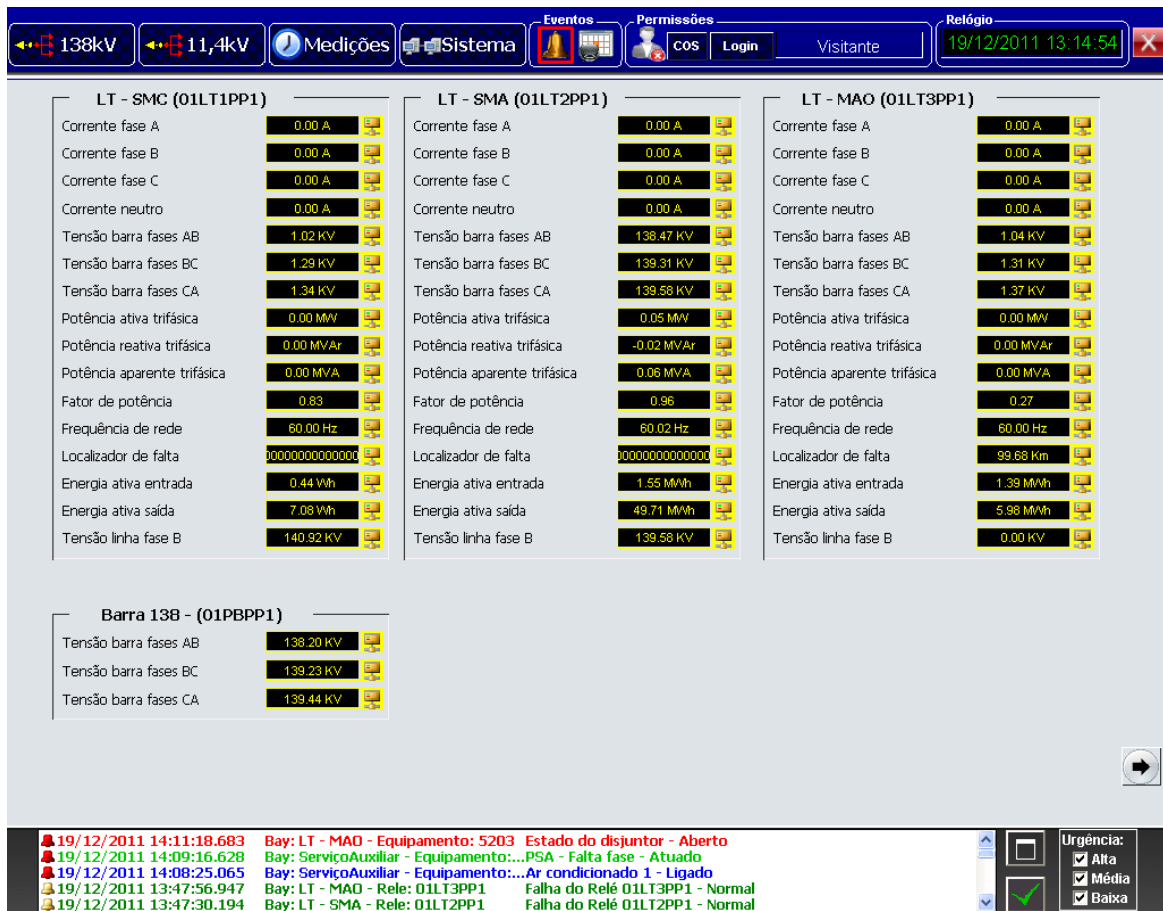 138kV 11,4kV Medições Sistema Eventos Permissões cos Login Visitante Relógio 19/12/2011 13:14:54
LT - SMC (01LT1PP1)
Corrente fase A 0.00 A
Corrente fase B 0.00 A
Corrente fase C 0.00 A
Corrente neutro 0.00 A
Tensão barra fases AB 1.02 KV
Tensão barra fases BC 1.29 KV
Tensão barra fases CA 1.34 KV
Potência ativa trifásica 0.00 MW
Potência reativa trifásica 0.00 MVAr
Potência aparente trifásica 0.00 MVA
Fator de potência 0.83
Frequência de rede 60.00 Hz
Localizador de falta
Energia ativa entrada 0.44 Wh
Energia ativa saída 7.08 Wh
Tensão linha fase B 140.92 KV
LT - SMA (01LT2PP1)
Corrente fase A 0.00 A
Corrente fase B 0.00 A
Corrente fase C 0.00 A
Corrente neutro 0.00 A
Tensão barra fases AB 138.47 KV
Tensão barra fases BC 139.31 KV
Tensão barra fases CA 139.58 KV
Potência ativa trifásica 0.05 MW
Potência reativa trifásica -0.02 MVAr
Potência aparente trifásica 0.06 MVA
Fator de potência 0.96
Frequência de rede 60.02 Hz
Localizador de falta
Energia ativa entrada 1.55 MWh
Energia ativa saída 49.71 MWh
Tensão linha fase B 139.58 KV
LT - MAO (01LT3PP1)
Corrente fase A 0.00 A
Corrente fase B 0.00 A
Corrente fase C 0.00 A
Corrente neutro 0.00 A
Tensão barra fases AB 1.04 KV
Tensão barra fases BC 1.31 KV
Tensão barra fases CA 1.37 KV
Potência ativa trifásica 0.00 MW
Potência reativa trifásica 0.00 MVAr
Potência aparente trifásica 0.00 MVA
Fator de potência 0.27
Frequência de rede 60.00 Hz
Localizador de falta 99.68 Km
Energia ativa entrada 1.39 MWh
Energia ativa saída 5.98 MWh
Tensão linha fase B 0.00 KV
Barra 138 - (01PBPP1)
Tensão barra fases AB 138.20 KV
Tensão barra fases BC 139.23 KV
Tensão barra fases CA 139.44 KV
19/12/2011 14:11:18.683 Bay: LT - MAO - Equipamento: 5203 Estado do disjuntor - Aberto
19/12/2011 14:09:16.628 Bay: ServiçoAuxiliar - Equipamento:...PSA - Falta fase - Atuado
19/12/2011 14:08:25.065 Bay: ServiçoAuxiliar - Equipamento:...Ar condicionado 1 - Ligado
19/12/2011 13:47:56.947 Bay: LT - MAO - Rele: 01LT3PP1 Falha do Relé 01LT3PP1 - Normal
19/12/2011 13:47:30.194 Bay: LT - SMA - Rele: 01LT2PP1 Falha do Relé 01LT2PP1 - Normal
Urgência:
Alta
Média
Baixa